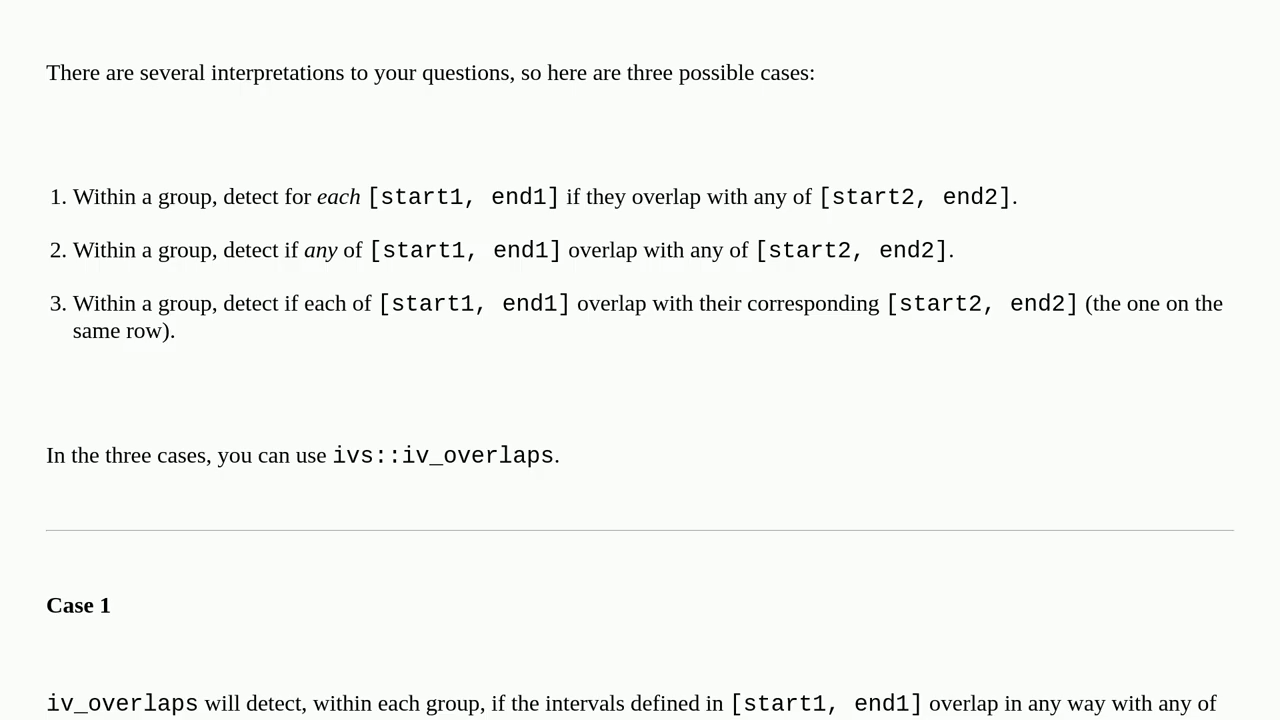 There are several interpretations to your questions, so here are three possible cases:
1. Within a group, detect for each [start1, end1] if they overlap with any of [start2, end2].
2. Within a group, detect if any of [start1, end1] overlap with any of [start2, end2].
3. Within a group, detect if each of [start1, end1] overlap with their corresponding [start2, end2] (the one on the
same row).
In the three cases, you can use ivs::iv_overlaps.
Case 1
iv_overlaps will detect, within each group, if the intervals defined in [start1, end1] overlap in any way with any of